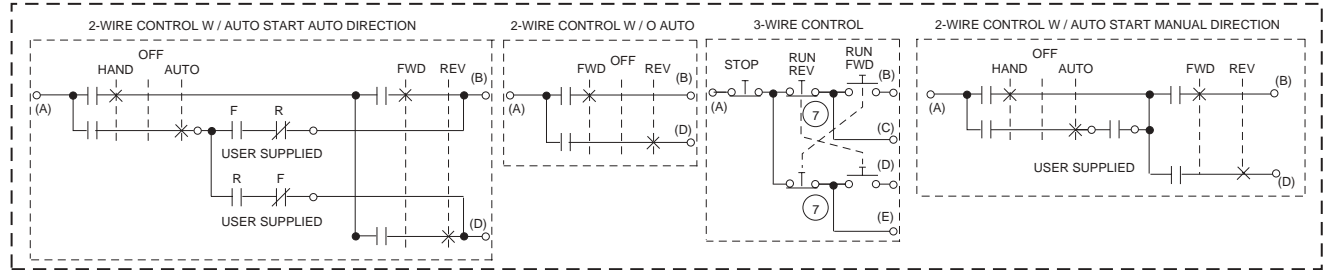 2-WIRE CONTROL W / AUTO START AUTO DIRECTION
OFF
HAND AUTO FWD REV
(A) (B)
F R
USER SUPPLIED
R F
USER SUPPLIED
(D)
2-WIRE CONTROL W / O AUTO
OFF
FWD REV
(A) (B)
(D)
3-WIRE CONTROL
STOP RUN REV RUN FWD
(A) (B)
7
(C)
(D)
7
(E)
2-WIRE CONTROL W / AUTO START MANUAL DIRECTION
OFF
HAND AUTO FWD REV
(A) (B)
USER SUPPLIED
(D)